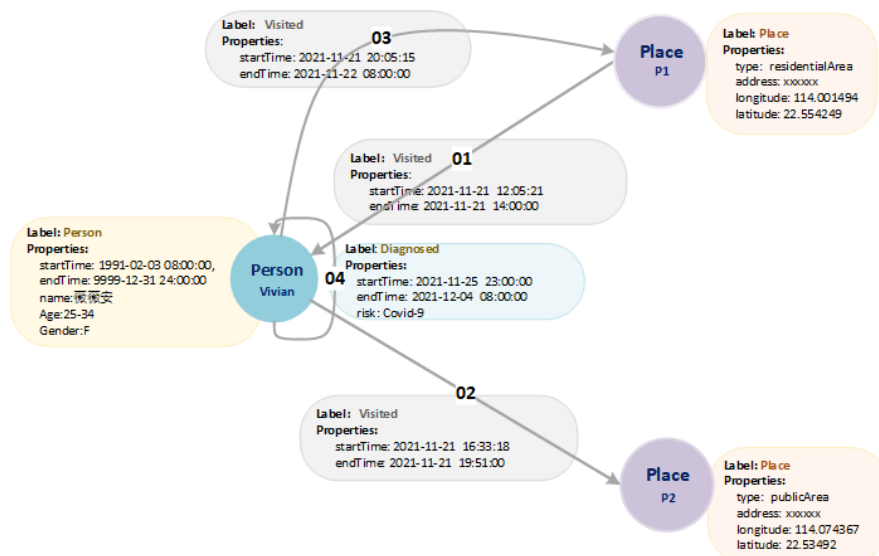 Label: Visited
Properties:
startTime: 2021-11-21 20:05:15
endTime: 2021-11-22 08:00:00
03
Place
P1
Label: Place
Properties:
type: residentialArea
address: xxxxxx
longitude: 114.001494
latitude: 22.554249
Label: Visited
Properties:
startTime: 2021-11-21 12:05:21
endTime: 2021-11-21 14:00:00
01
Label: Person
Properties:
startTime: 1991-02-03 08:00:00,
endTime: 9999-12-31 24:00:00
name:薇薇安
Age:25-34
Gender:F
Person
Vivian
04
Label: Diagnosed
Properties:
startTime: 2021-11-25 23:00:00
endTime: 2021-12-04 08:00:00
risk: Covid-9
02
Label: Visited
Properties:
startTime: 2021-11-21 16:33:18
endTime: 2021-11-21 19:51:00
Place
P2
Label: Place
Properties:
type: publicArea
address: xxxxxx
longitude: 114.074367
latitude: 22.53492